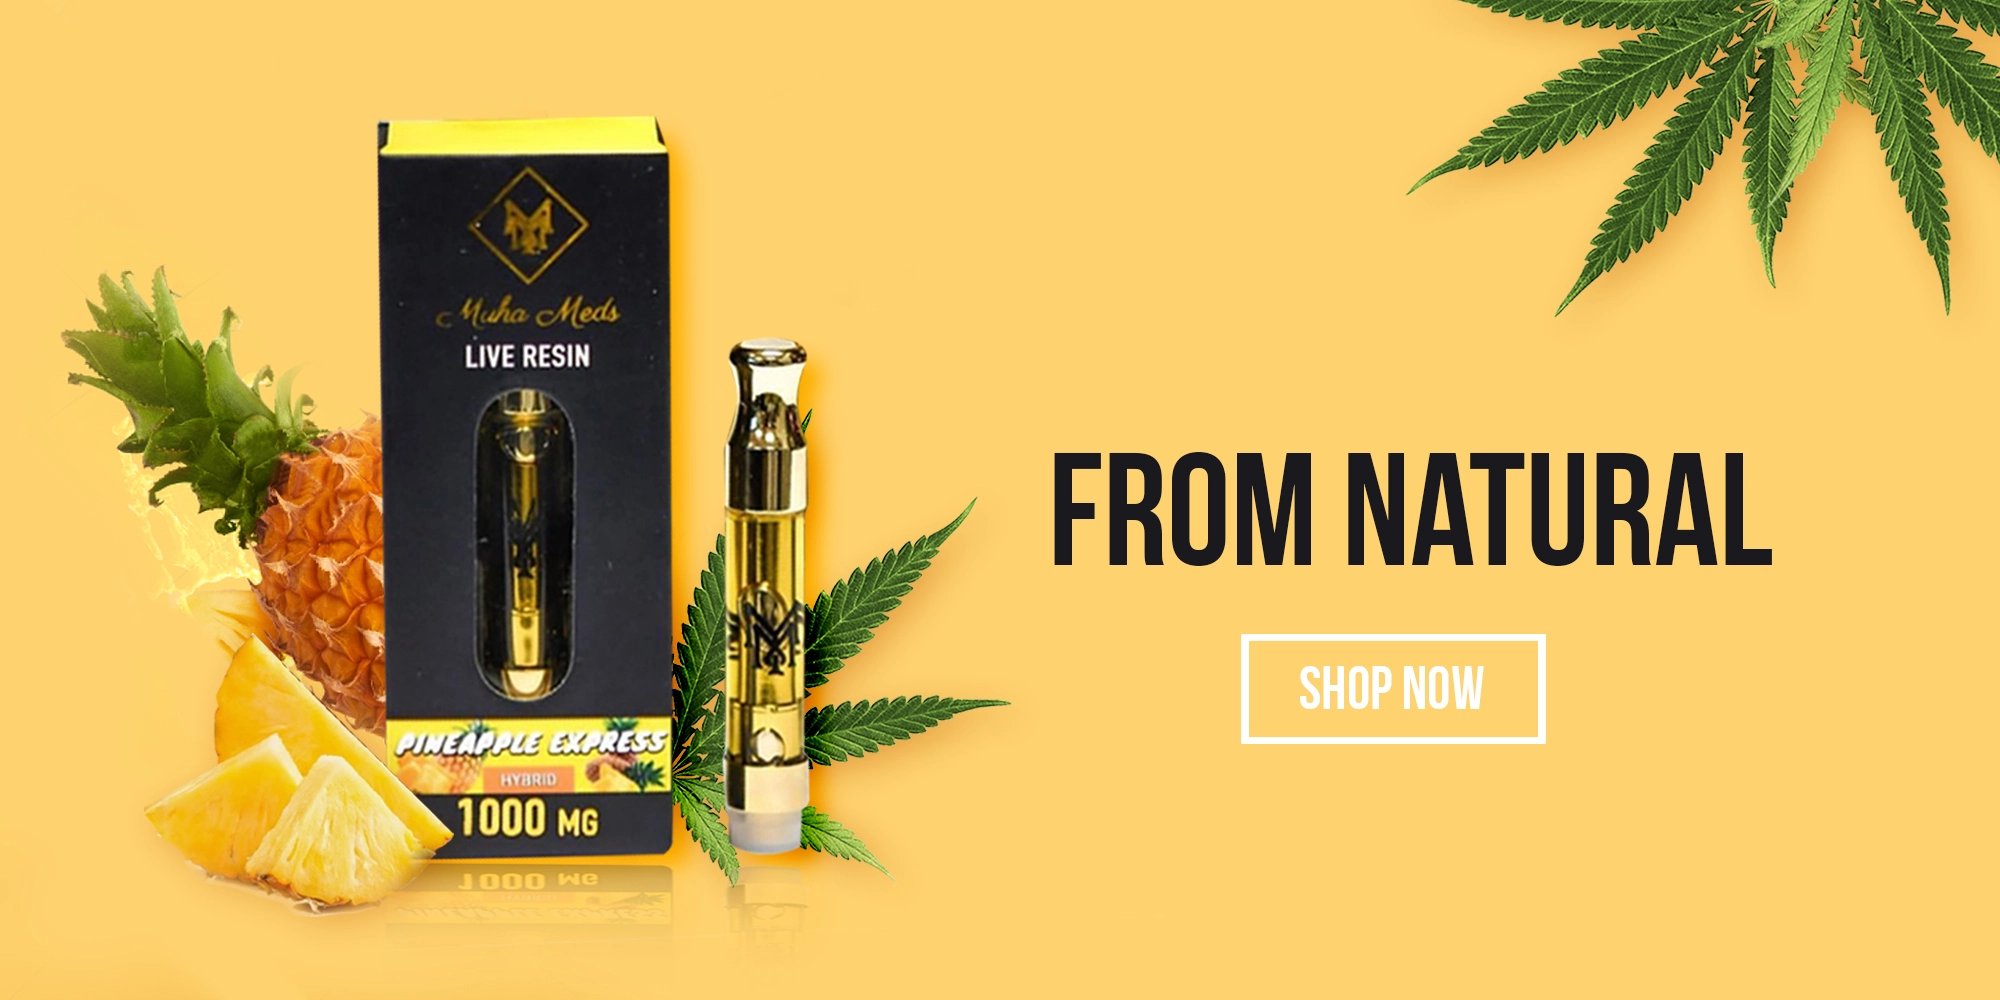 Muha Meds
LIVE RESIN
PINEAPPLE EXPRESS
HYBRID
1000 MG
FROM NATURAL
SHOP NOW